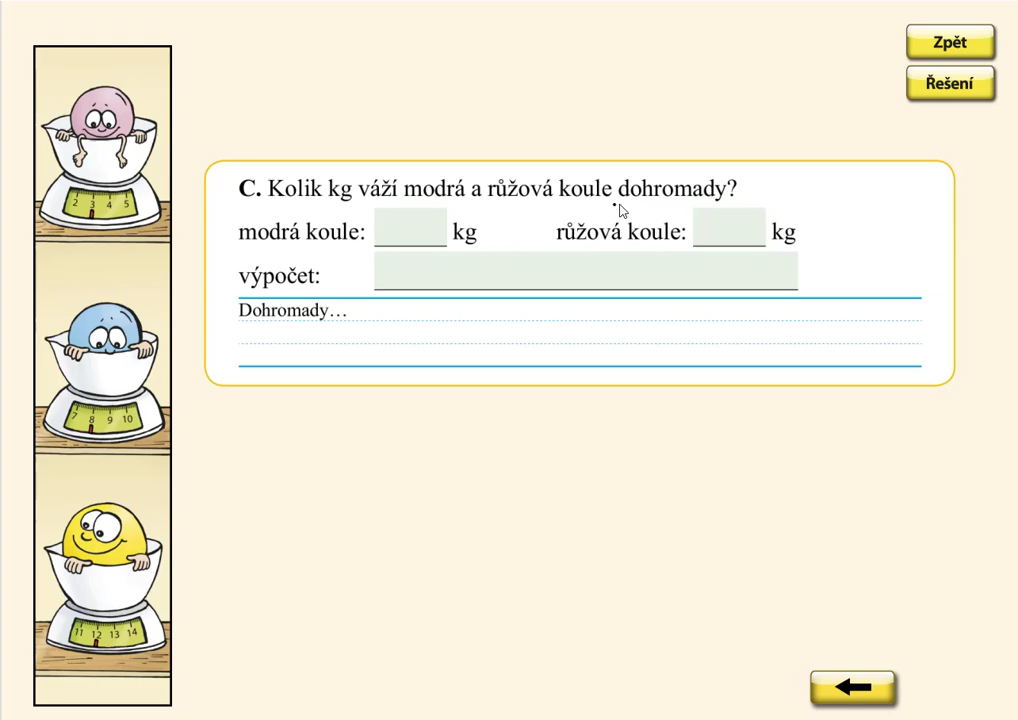 Zpět
Řešení
2 3 4 5
C. Kolik kg váží modrá a růžová koule dohromady?
modrá koule: kg růžová koule: kg
výpočet:
Dohromady…
7 8 9 10
11 12 13 14